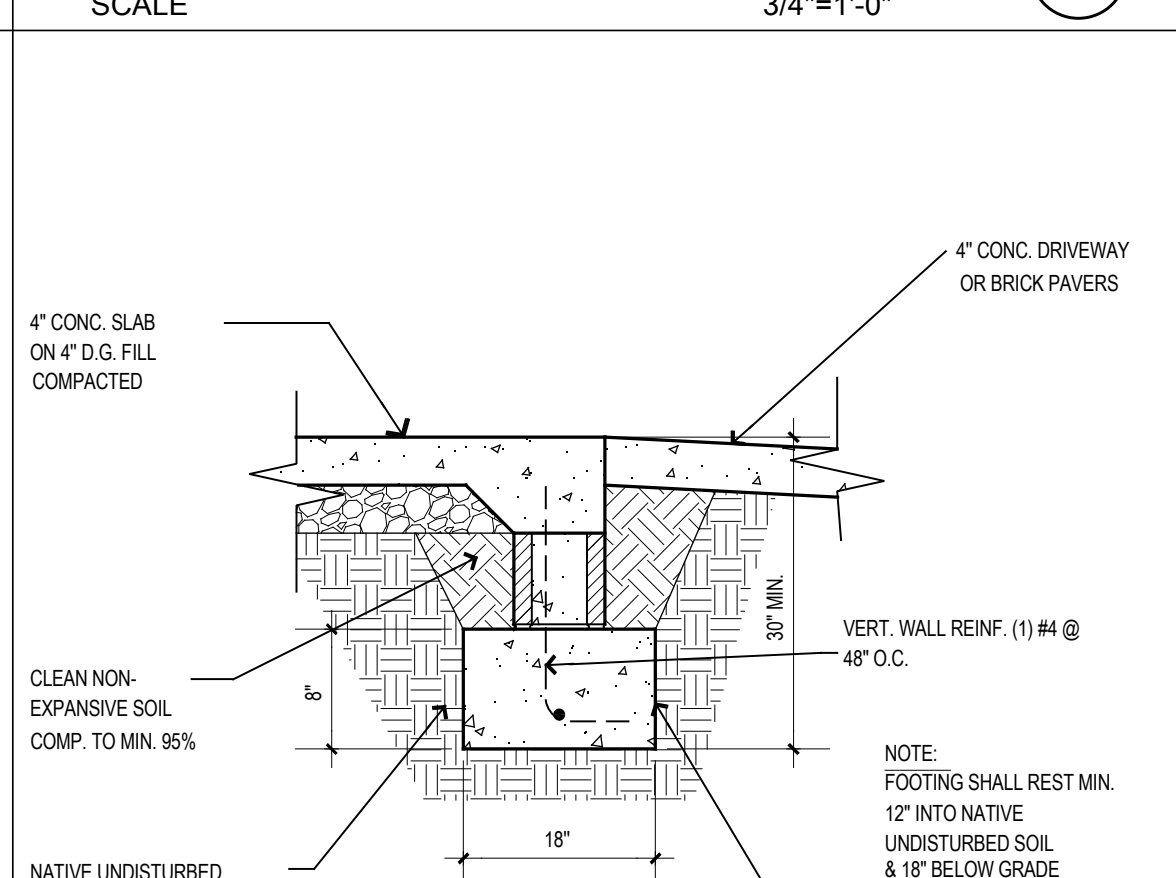 SCALE 3/4"=1'-0"
4" CONC. DRIVEWAY
OR BRICK PAVERS
4" CONC. SLAB
ON 4" D.G. FILL
COMPACTED
30" MIN.
VERT. WALL REINF. (1) #4 @
48" O.C.
CLEAN NON-
EXPANSIVE SOIL
COMP. TO MIN. 95%
8"
NOTE:
FOOTING SHALL REST MIN.
12" INTO NATIVE
UNDISTURBED SOIL
& 18" BELOW GRADE
18"
NATIVE UNDISTURBED